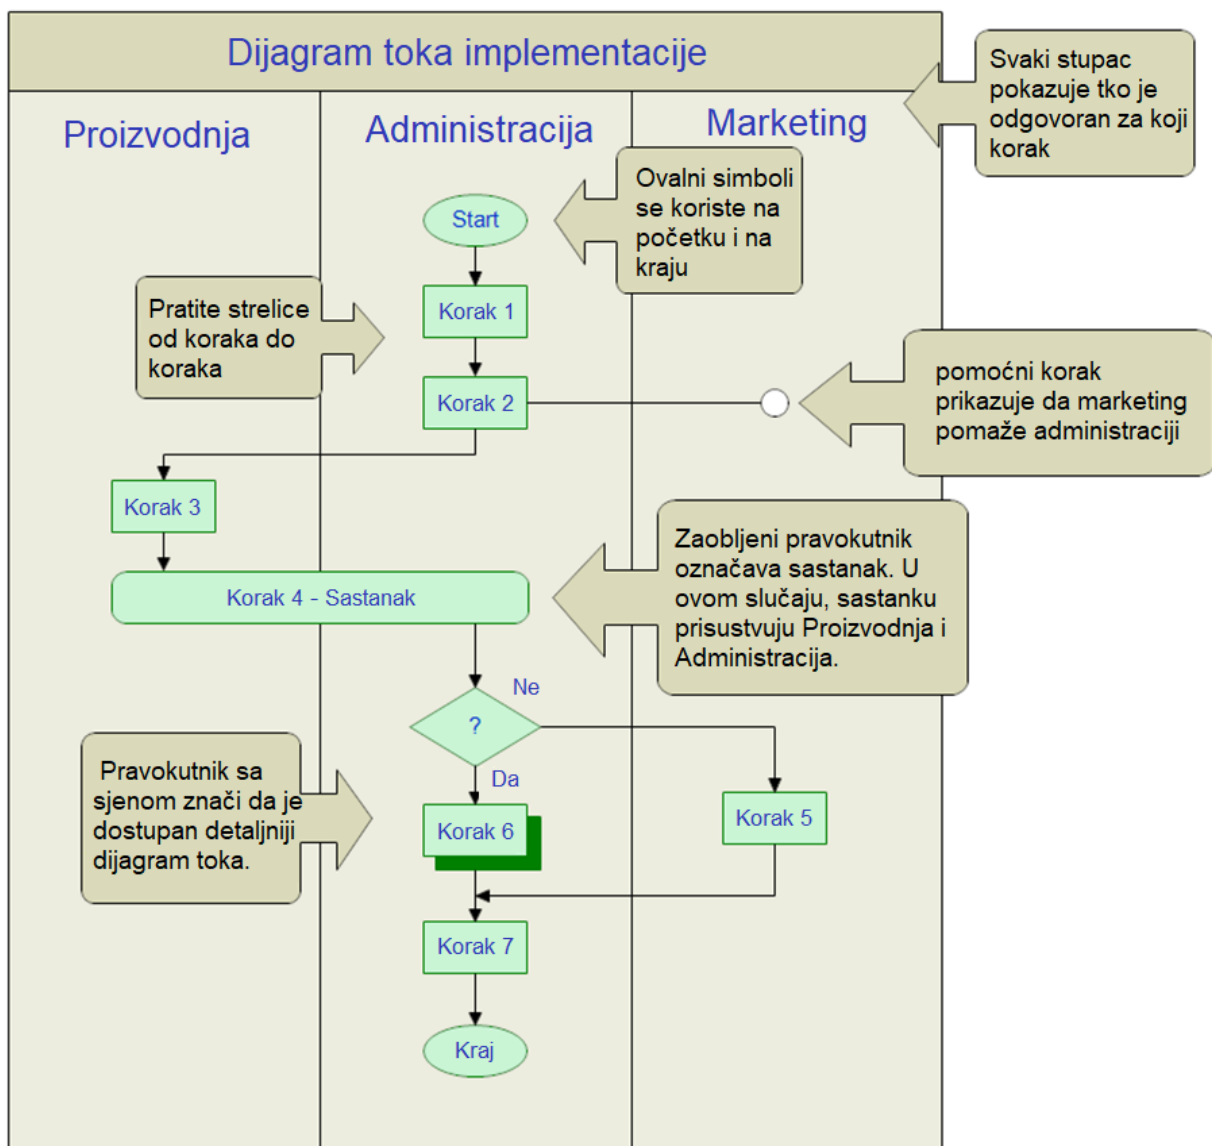 Dijagram toka implementacije
Svaki stupac
pokazuje tko je
odgovoran za koji
korak
Proizvodnja
Administracija
Marketing
Ovalni simboli
se koriste na
početku i na
kraju
Start
Pratite strelice
od koraka do
koraka
Korak 1
Korak 2
pomoćni korak
prikazuje da marketing
pomaže administraciji
Korak 3
Zaobljeni pravokutnik
označava sastanak. U
ovom slučaju, sastanku
prisustvuju Proizvodnja i
Administracija.
Korak 4 - Sastanak
Ne
?
Da
Pravokutnik sa
sjenom znači da je
dostupan detaljniji
dijagram toka.
Korak 6
Korak 5
Korak 7
Kraj